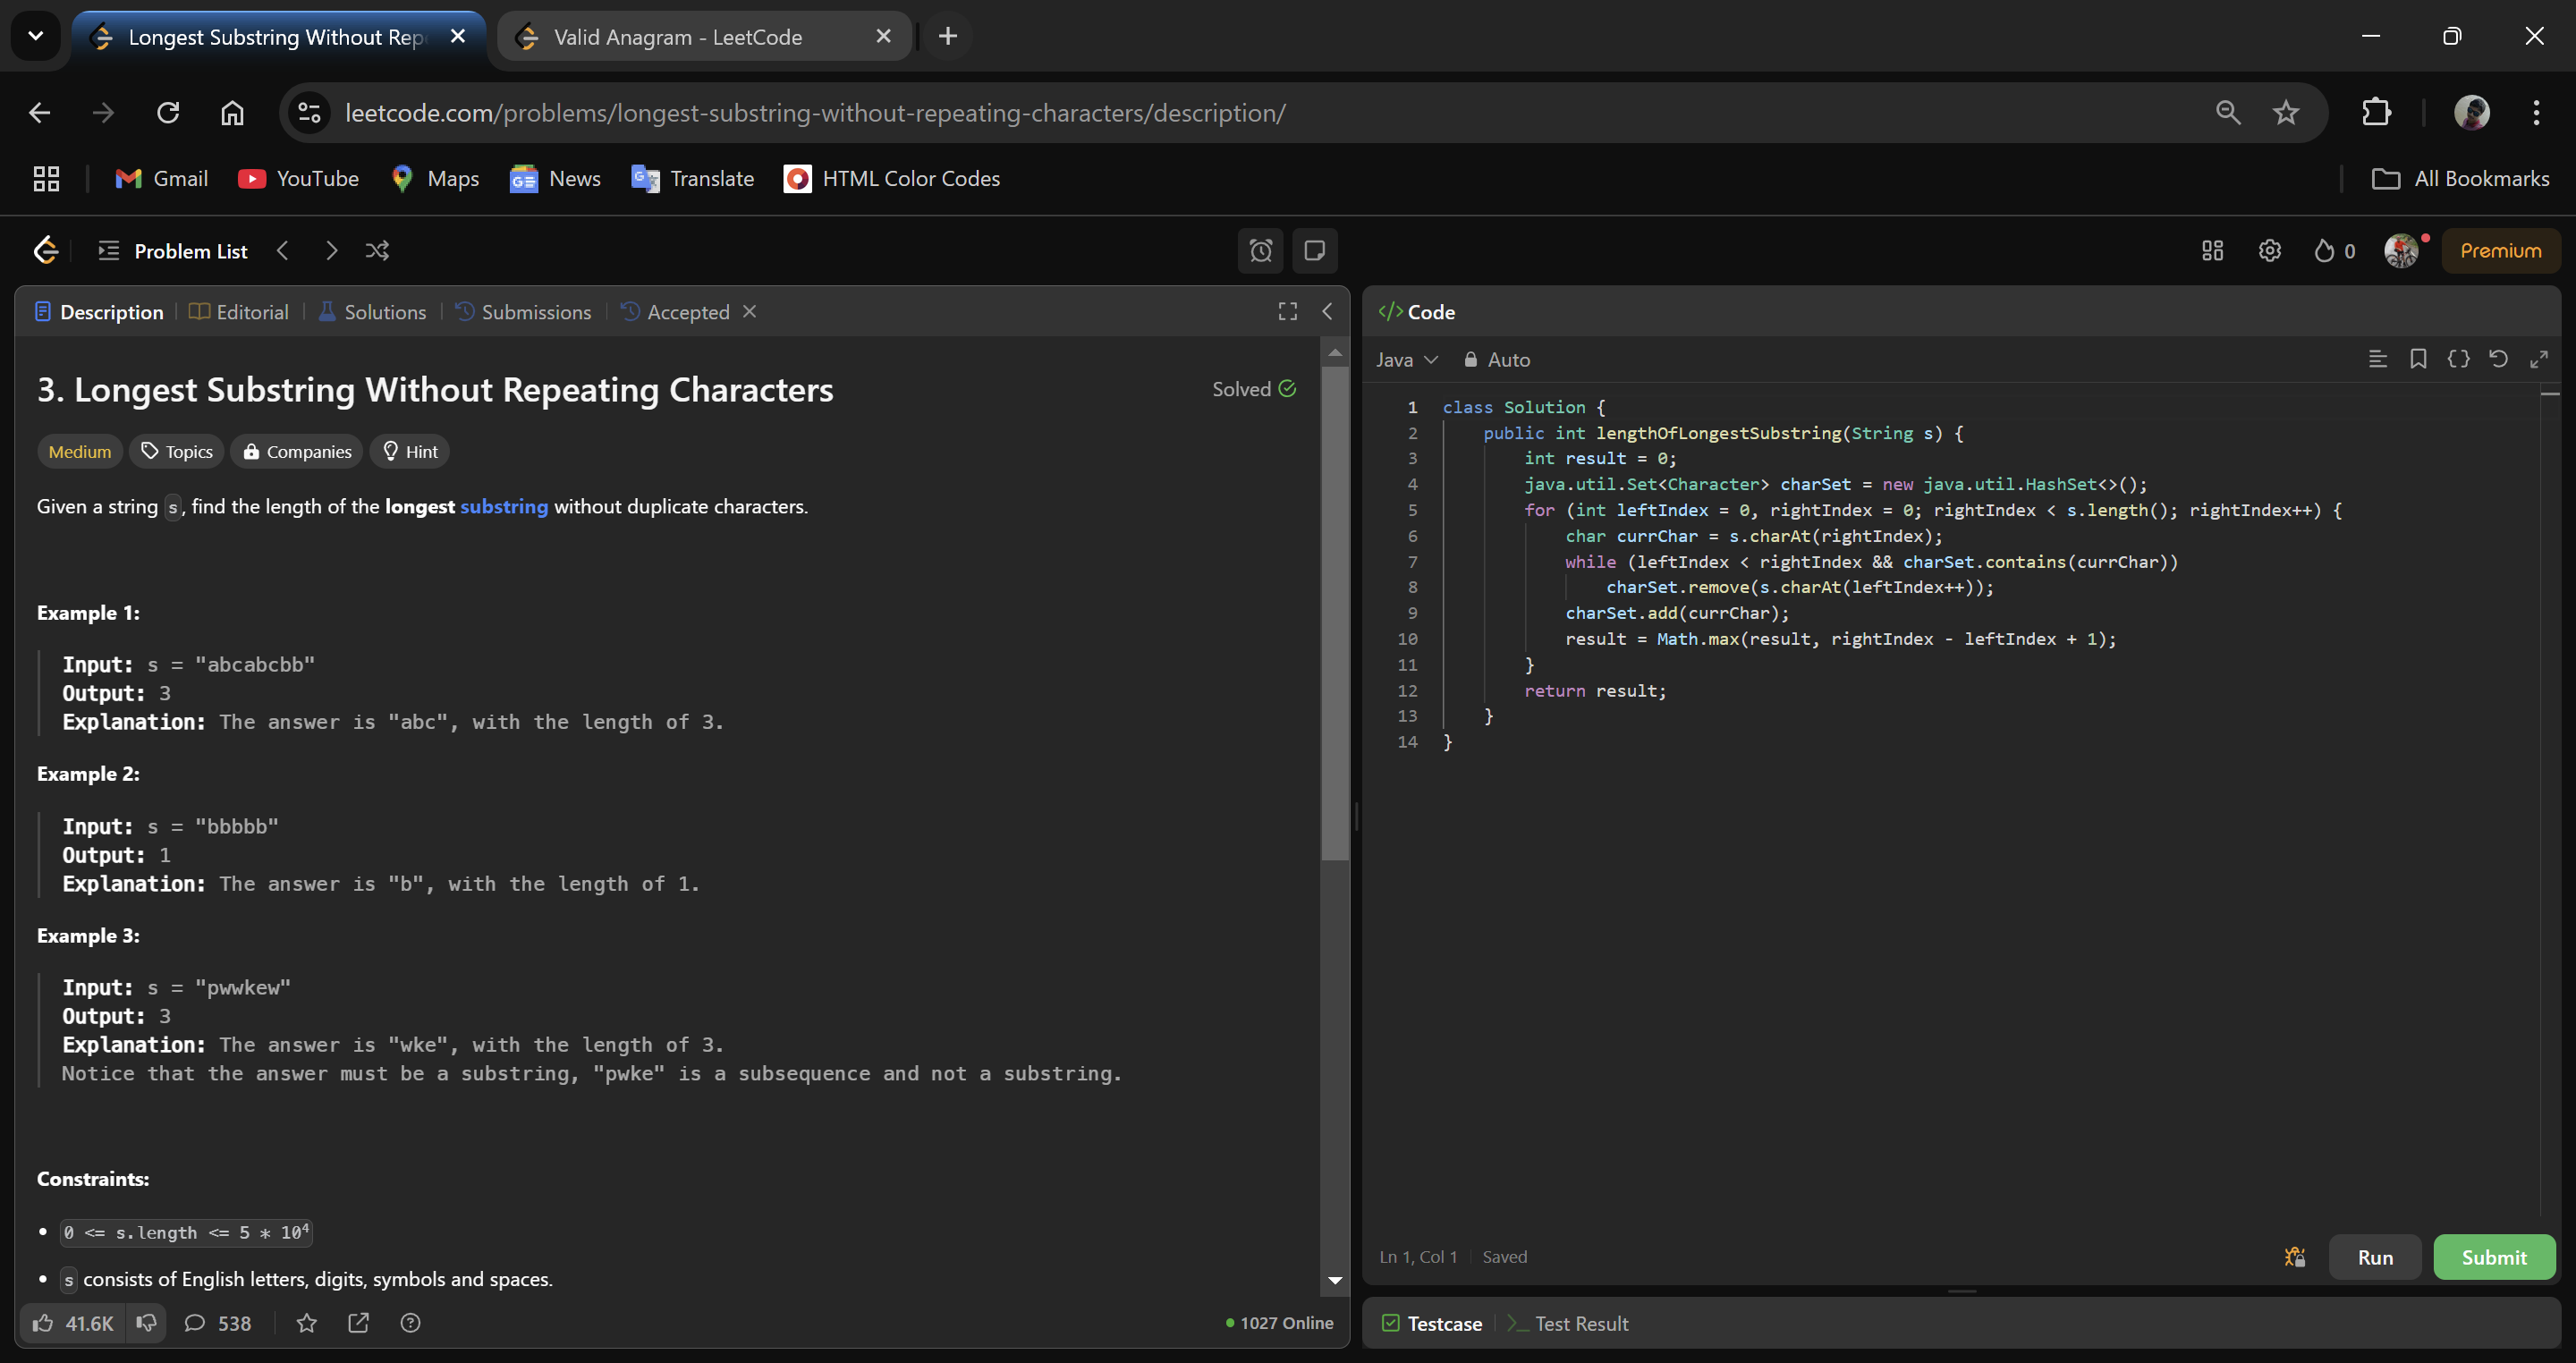 Longest Substring Without Rep
Valid Anagram - LeetCode
leetcode.com/problems/longest-substring-without-repeating-characters/description/
Gmail
YouTube
Maps
News
Translate
HTML Color Codes
All Bookmarks
Problem List
0
Premium
Description
Editorial
Solutions
Submissions
Accepted
3. Longest Substring Without Repeating Characters
Solved
Medium
Topics
Companies
Hint
Given a string s, find the length of the longest substring without duplicate characters.
Example 1:
Input: s = "abcabcbb"
Output: 3
Explanation: The answer is "abc", with the length of 3.
Example 2:
Input: s = "bbbbb"
Output: 1
Explanation: The answer is "b", with the length of 1.
Example 3:
Input: s = "pwwkew"
Output: 3
Explanation: The answer is "wke", with the length of 3.
Notice that the answer must be a substring, "pwke" is a subsequence and not a substring.
Constraints:
• 0 <= s.length <= 5 * 10⁴
• s consists of English letters, digits, symbols and spaces.
41.6K
538
1027 Online
</> Code
Java
Auto
1 class Solution {
2     public int lengthOfLongestSubstring(String s) {
3         int result = 0;
4         java.util.Set<Character> charSet = new java.util.HashSet<>();
5         for (int leftIndex = 0, rightIndex = 0; rightIndex < s.length(); rightIndex++) {
6             char currChar = s.charAt(rightIndex);
7             while (leftIndex < rightIndex && charSet.contains(currChar))
8                 charSet.remove(s.charAt(leftIndex++));
9             charSet.add(currChar);
10             result = Math.max(result, rightIndex - leftIndex + 1);
11         }
12         return result;
13     }
14 }
Ln 1, Col 1
Saved
Run
Submit
Testcase
Test Result